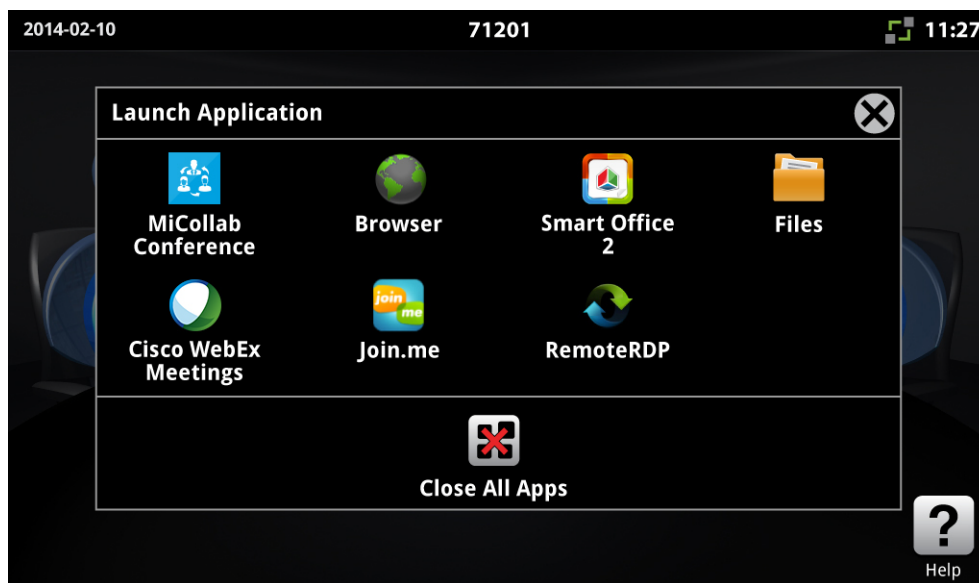 2014-02-10 71201 11:27
Launch Application
MiCollab Conference
Browser
Smart Office 2
Files
Cisco WebEx Meetings
join me
Join.me
RemoteRDP
Close All Apps
?
Help